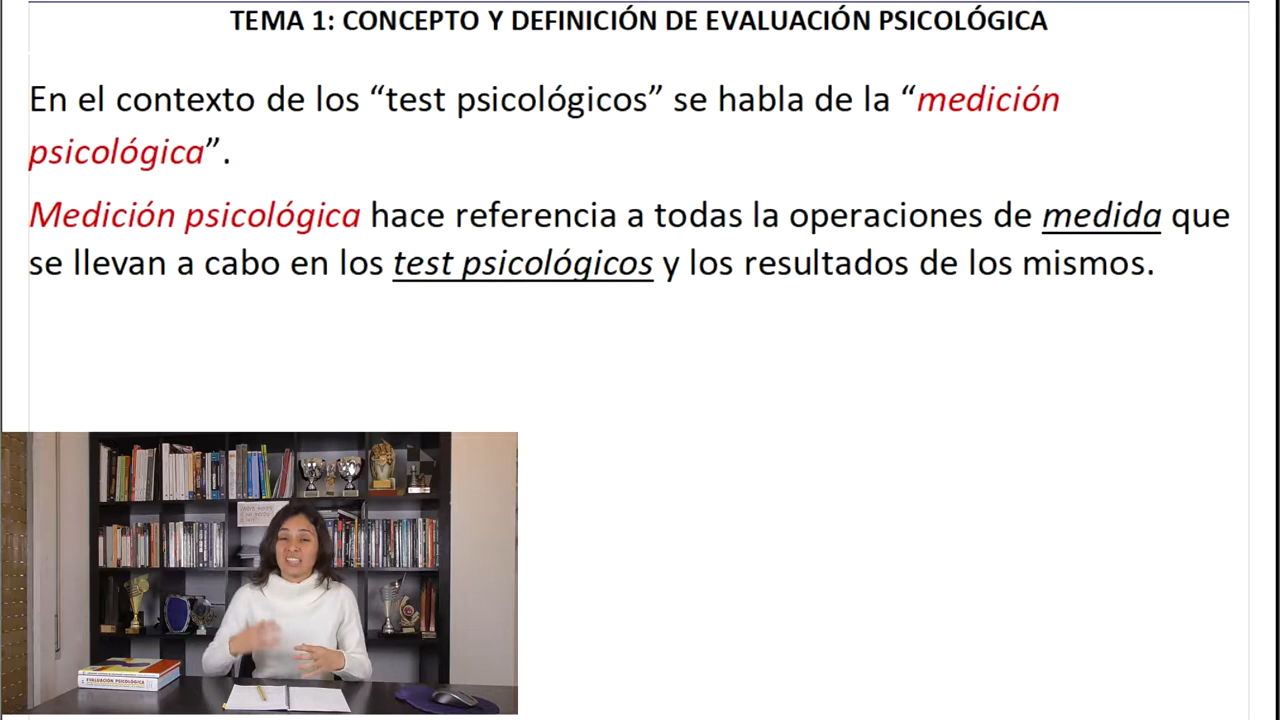 TEMA 1: CONCEPTO Y DEFINICIÓN DE EVALUACIÓN PSICOLÓGICA
En el contexto de los “test psicológicos” se habla de la “medición
psicológica”.
Medición psicológica hace referencia a todas la operaciones de medida que
se llevan a cabo en los test psicológicos y los resultados de los mismos.
EVALUACIÓN PSICOLÓGICA